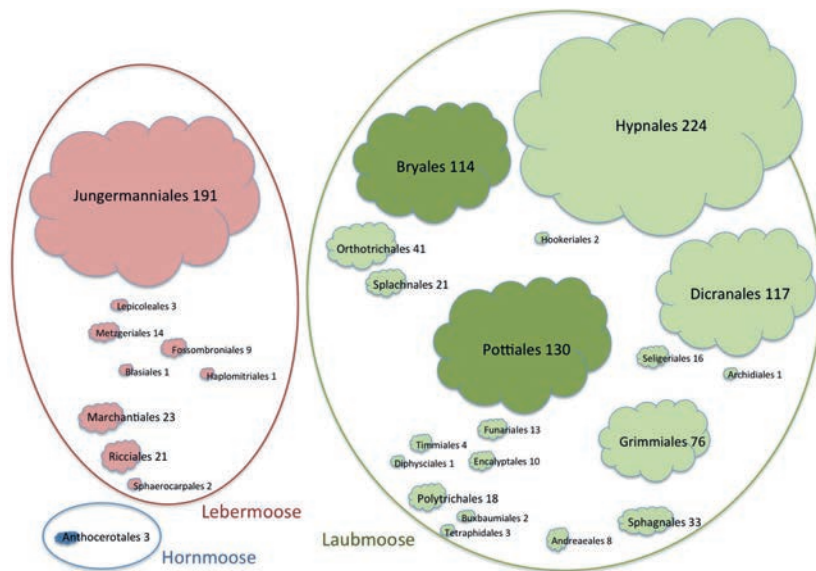 Jungermanniales 191
Lepicoleales 3
Metzgeriales 14
Fossombroniales 9
Blasiales 1
Haplomitriales 1
Marchantiales 23
Ricciales 21
Sphaerocarpales 2
Lebermoose
Anthocerotales 3
Hornmoose
Hypnales 224
Bryales 114
Hookeriales 2
Orthotrichales 41
Splachnales 21
Dicranales 117
Pottiales 130
Seligeriales 16
Archidiales 1
Funariales 13
Timmiales 4
Grimmiales 76
Diphysciales 1
Encalyptales 10
Polytrichales 18
Buxbaumiales 2
Sphagnales 33
Tetraphidales 3
Andreaeales 8
Laubmoose